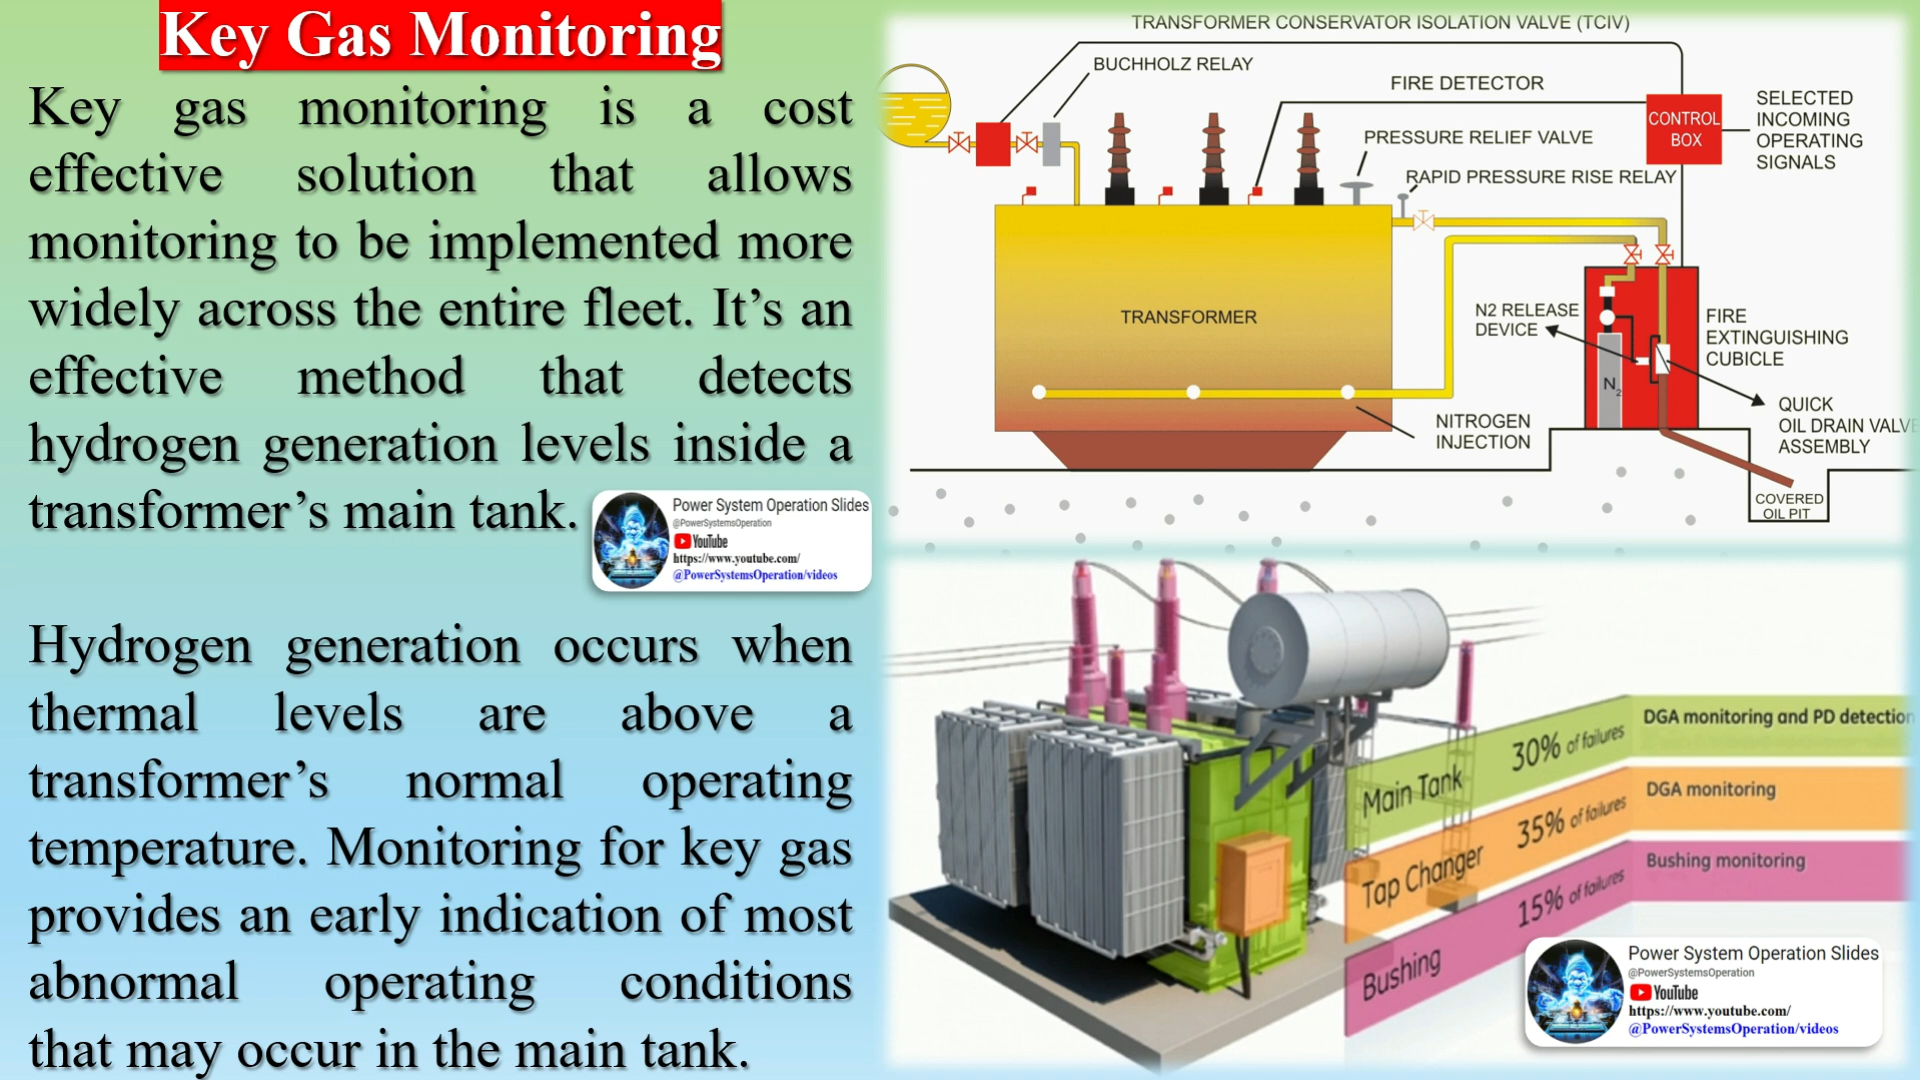 Key Gas Monitoring
Key gas monitoring is a cost
effective solution that allows
monitoring to be implemented more
widely across the entire fleet. It’s an
effective method that detects
hydrogen generation levels inside a
transformer’s main tank.
Power System Operation Slides
@PowerSystemsOperation
YouTube
https://www.youtube.com/
@PowerSystemsOperation/videos
Hydrogen generation occurs when
thermal levels are above a
transformer’s normal operating
temperature. Monitoring for key gas
provides an early indication of most
abnormal operating conditions
that may occur in the main tank.
TRANSFORMER CONSERVATOR ISOLATION VALVE (TCIV)
BUCHHOLZ RELAY
FIRE DETECTOR
CONTROL
BOX
SELECTED
INCOMING
OPERATING
SIGNALS
PRESSURE RELIEF VALVE
RAPID PRESSURE RISE RELAY
TRANSFORMER
N2 RELEASE
DEVICE
FIRE
EXTINGUISHING
CUBICLE
N2
QUICK
OIL DRAIN VALVE
ASSEMBLY
NITROGEN
INJECTION
COVERED
OIL PIT
Main Tank 30% of failures DGA monitoring and PD detection
Tap Changer 35% of failures DGA monitoring
Bushing 15% of failures Bushing monitoring
Power System Operation Slides
@PowerSystemsOperation
YouTube
https://www.youtube.com/
@PowerSystemsOperation/videos